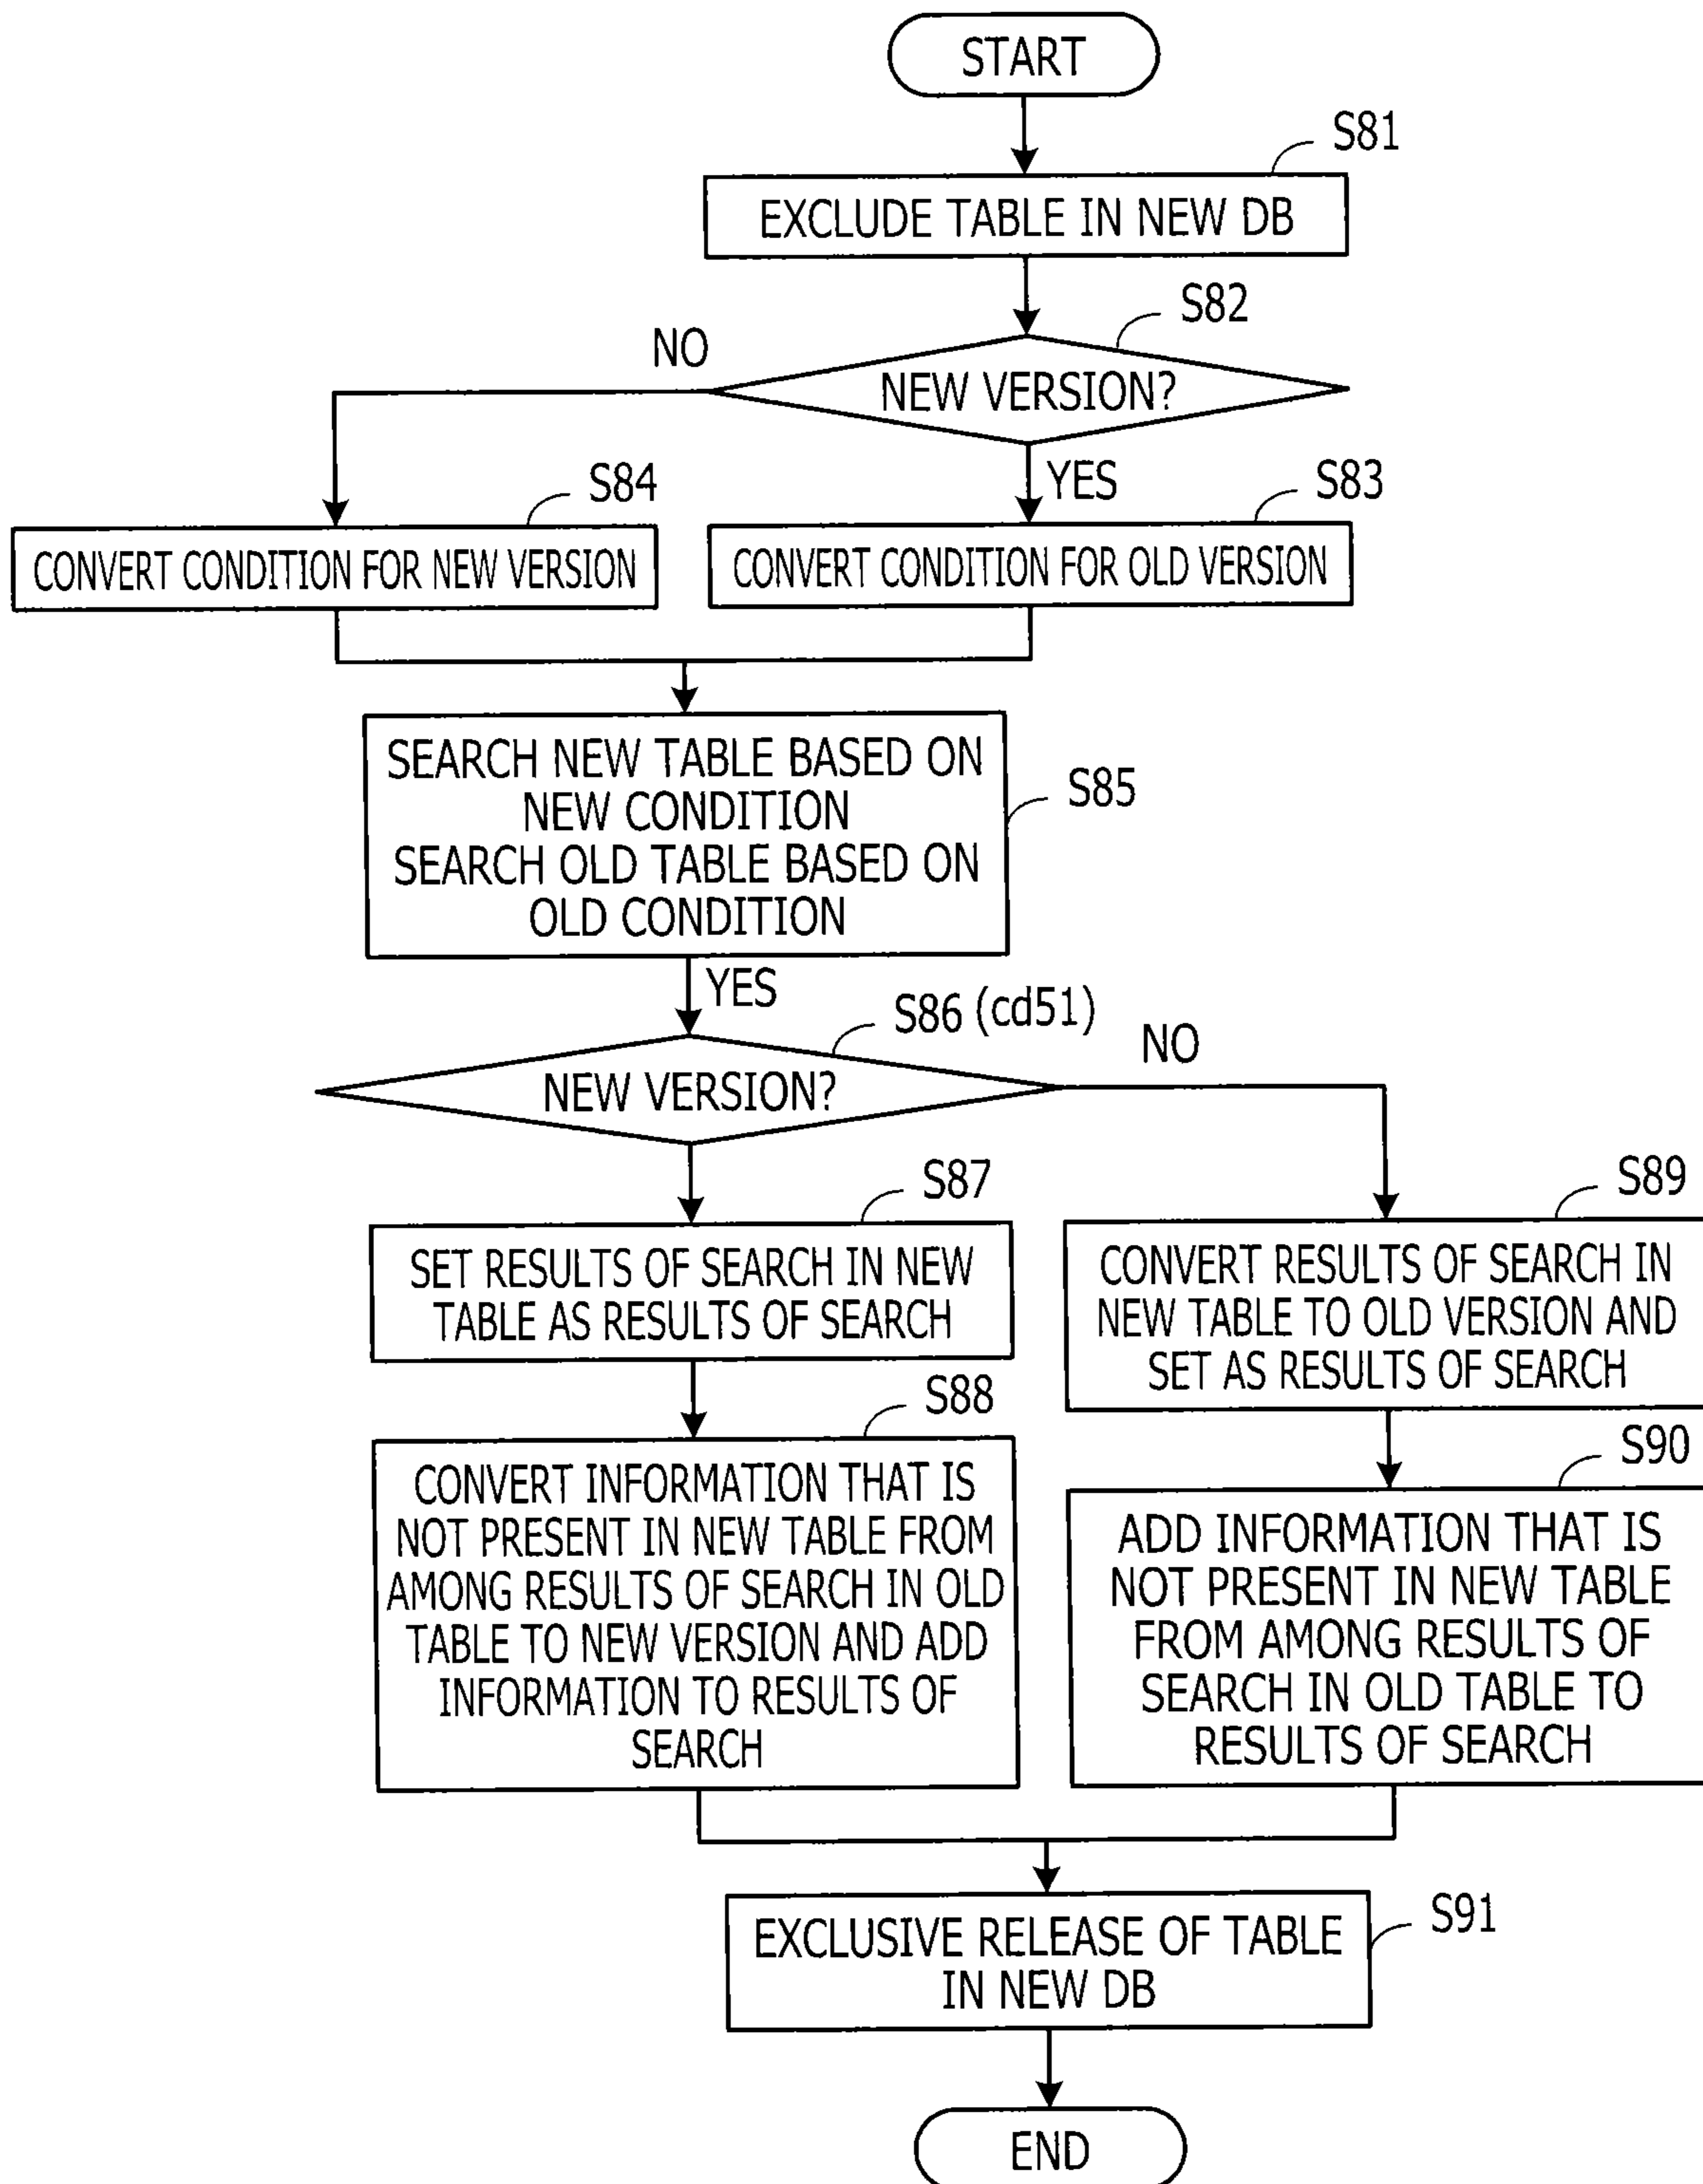 START
S81
EXCLUDE TABLE IN NEW DB
S82
NO
NEW VERSION?
YES
S84
S83
CONVERT CONDITION FOR NEW VERSION
CONVERT CONDITION FOR OLD VERSION
SEARCH NEW TABLE BASED ON
NEW CONDITION
SEARCH OLD TABLE BASED ON
OLD CONDITION
S85
YES
S86 (cd51)
NO
NEW VERSION?
S87
S89
SET RESULTS OF SEARCH IN NEW
TABLE AS RESULTS OF SEARCH
CONVERT RESULTS OF SEARCH IN
NEW TABLE TO OLD VERSION AND
SET AS RESULTS OF SEARCH
S88
S90
CONVERT INFORMATION THAT IS
NOT PRESENT IN NEW TABLE FROM
AMONG RESULTS OF SEARCH IN OLD
TABLE TO NEW VERSION AND ADD
INFORMATION TO RESULTS OF
SEARCH
ADD INFORMATION THAT IS
NOT PRESENT IN NEW TABLE
FROM AMONG RESULTS OF
SEARCH IN OLD TABLE TO
RESULTS OF SEARCH
S91
EXCLUSIVE RELEASE OF TABLE
IN NEW DB
END